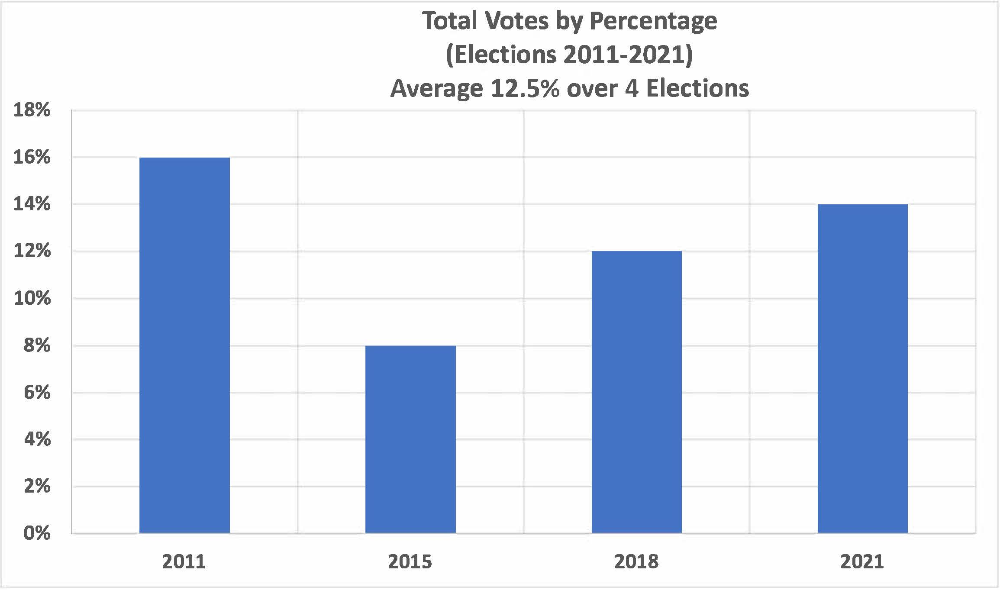 Total Votes by Percentage
(Elections 2011-2021)
Average 12.5% over 4 Elections
18%
16%
14%
12%
10%
8%
6%
4%
2%
0%
2011 2015 2018 2021